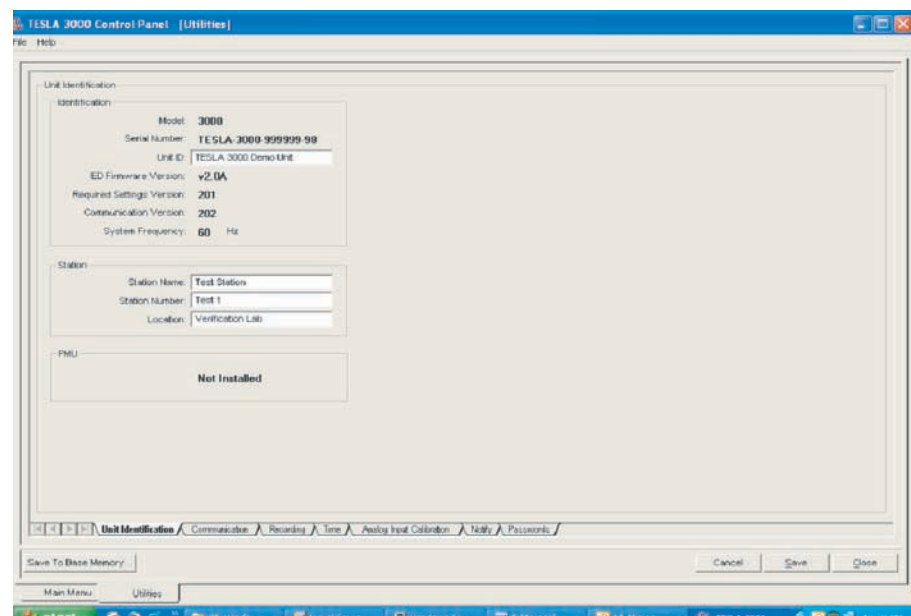 TESLA 3000 Control Panel - [Utilities]
File Help
Unit Identification
Identification
Model: 3000
Serial Number: TESLA-3000-999999-90
Unit ID: TESLA 3000 Demo Unit
ED Firmware Version: v2.0A
Required Settings Version: 201
Communication Version: 202
System Frequency: 60 Hz
Station
Station Name: Test Station
Station Number: Test 1
Location: Verification Lab
PMU
Not Installed
Unit Identification Communication Recording Time Analog Input Calibration Notify Passwords
Save To Base Memory...
Cancel Save Close
Main Menu Utilities
start